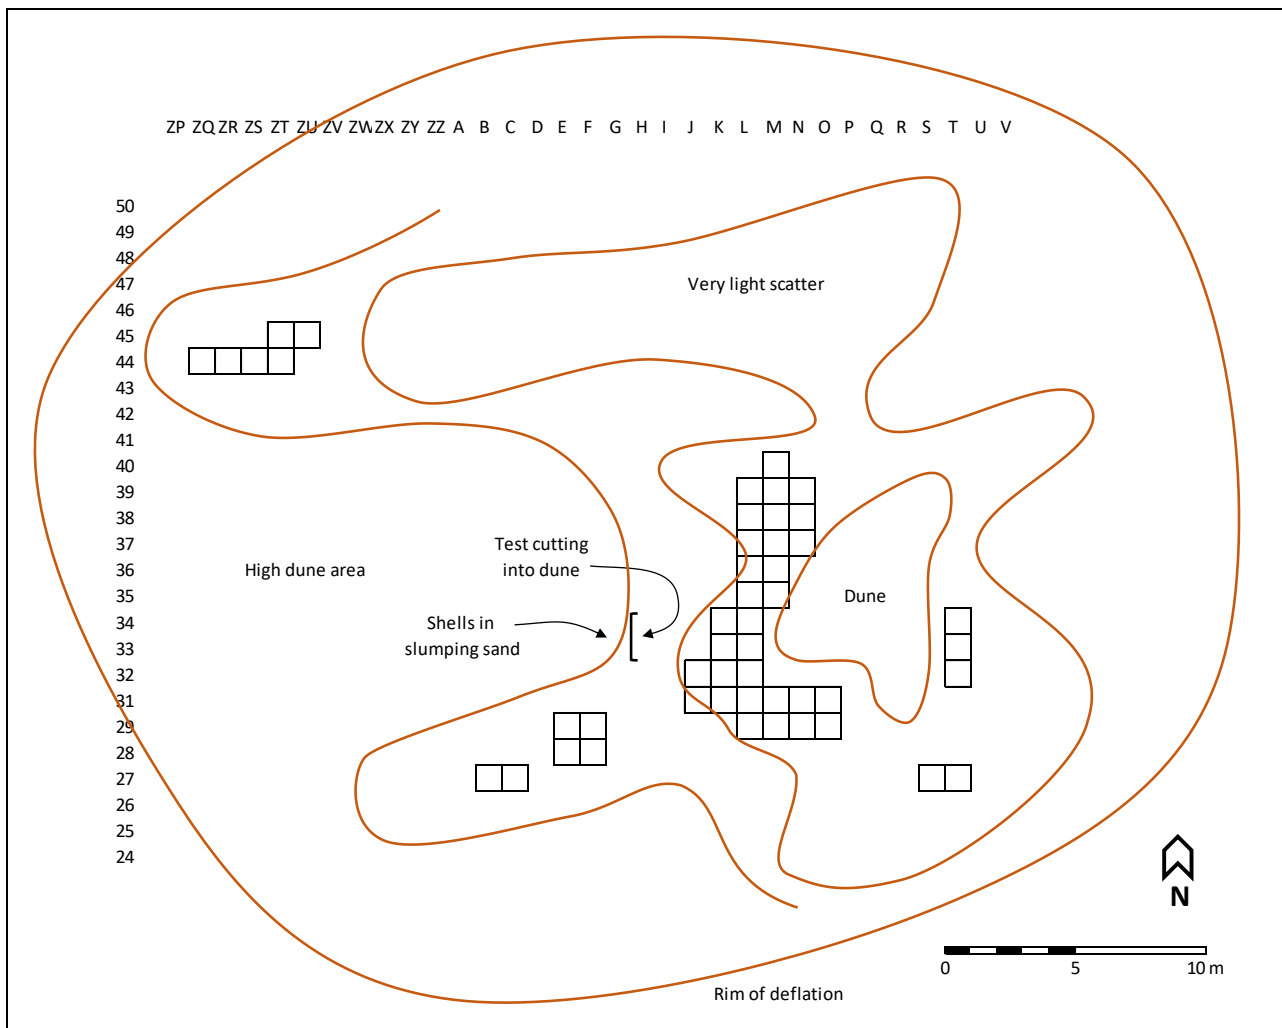 ZP ZQ ZR ZS ZT ZU ZV ZW ZX ZY ZZ A B C D E F G H I J K L M N O P Q R S T U V
50
49
48
47
46
45
44
43
42
41
40
39
38
37
36
35
34
33
32
31
29
28
27
26
25
24
Very light scatter
Test cutting
into dune
High dune area
Dune
Shells in
slumping sand
N
0 5 10 m
Rim of deflation